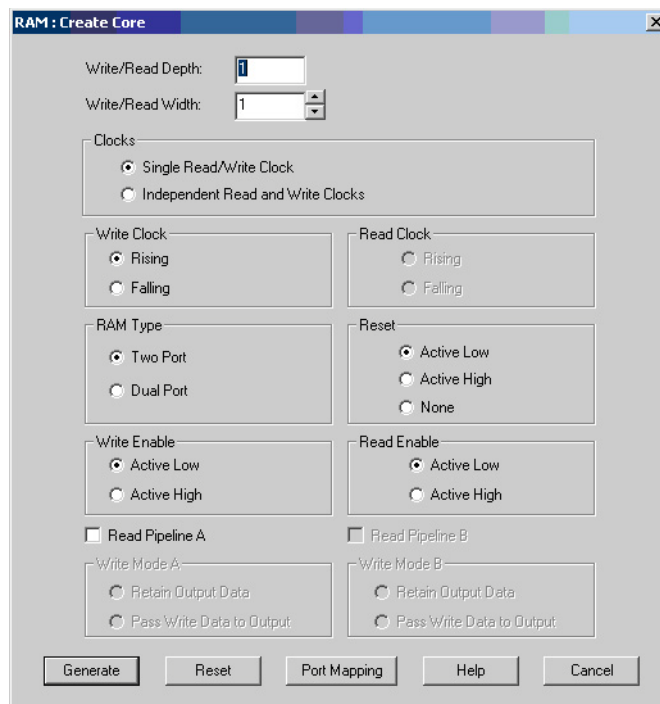 RAM : Create Core
Write/Read Depth: 1
Write/Read Width: 1
Clocks
Single Read/Write Clock
Independent Read and Write Clocks
Write Clock Read Clock
Rising Rising
Falling Falling
RAM Type Reset
Two Port Active Low
Dual Port Active High
None
Write Enable Read Enable
Active Low Active Low
Active High Active High
Read Pipeline A Read Pipeline B
Write Mode A Write Mode B
Retain Output Data Retain Output Data
Pass Write Data to Output Pass Write Data to Output
Generate Reset Port Mapping Help Cancel